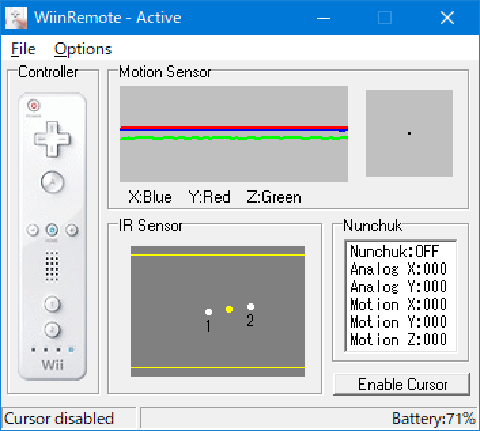 WiinRemote - Active
File Options
Controller
Wii
Motion Sensor
X:Blue Y:Red Z:Green
IR Sensor
1 2
Nunchuk
Nunchuk:OFF
Analog X:000
Analog Y:000
Motion X:000
Motion Y:000
Motion Z:000
Enable Cursor
Cursor disabled
Battery:71%